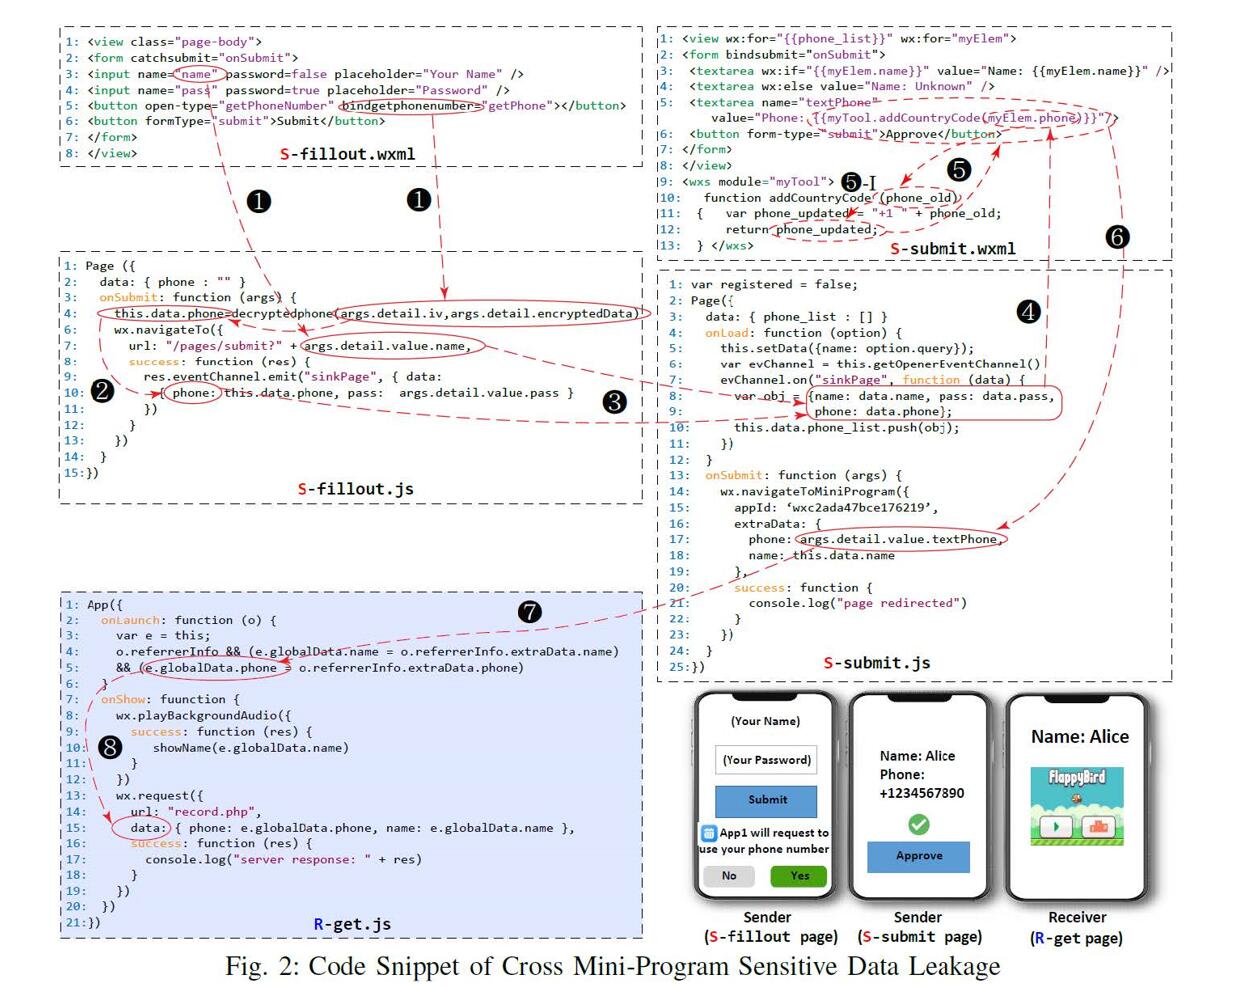 1: <view class="page-body">
2: <form catchsubmit="onSubmit">
3: <input name="name" password=false placeholder="Your Name" />
4: <input name="pass" password=true placeholder="Password" />
5: <button open-type="getPhoneNumber" bindgetphonenumber="getPhone"></button>
6: <button formType="submit">Submit</button>
7: </form>
8: </view>
S-fillout.wxml
1: <view wx:for="{{phone_list}}" wx:for="myElem">
2: <form bindsubmit="onSubmit">
3: <textarea wx:if="{{myElem.name}}" value="Name: {{myElem.name}}" />
4: <textarea wx:else value="Name: Unknown" />
5: <textarea name="textPhone"
value="Phone: {{myTool.addCountryCode(myElem.phone)}}"/>
6: <button form-type="submit">Approve</button>
7: </form>
8: </view>
9: <wxs module="myTool">
10: function addCountryCode (phone_old)
11: { var phone_updated = "+1 " + phone_old;
12: return phone_updated;
13: } </wxs>
S-submit.wxml
1
1
5
5-I
6
1: Page ({
2: data: { phone : "" }
3: onSubmit: function (args) {
4: this.data.phone=decryptedphone(args.detail.iv,args.detail.encryptedData)
6: wx.navigateTo({
7: url: "/pages/submit?" + args.detail.value.name,
8: success: function (res) {
9: res.eventChannel.emit("sinkPage", { data:
10: { phone: this.data.phone, pass: args.detail.value.pass }
11: })
12: }
13: })
14: }
15:})
S-fillout.js
2
3
4
1: var registered = false;
2: Page({
3: data: { phone_list : [] }
4: onLoad: function (option) {
5: this.setData({name: option.query});
6: var evChannel = this.getOpenerEventChannel()
7: evChannel.on("sinkPage", function (data) {
8: var obj = {name: data.name, pass: data.pass,
9: phone: data.phone};
10: this.data.phone_list.push(obj);
11: })
12: }
13: onSubmit: function (args) {
14: wx.navigateToMiniProgram({
15: appId: ‘wxc2ada47bce176219’,
16: extraData: {
17: phone: args.detail.value.textPhone,
18: name: this.data.name
19: },
20: success: function {
21: console.log("page redirected")
22: }
23: })
24: }
25:})
S-submit.js
7
8
1: App({
2: onLaunch: function (o) {
3: var e = this;
4: o.referrerInfo && (e.globalData.name = o.referrerInfo.extraData.name)
5: && (e.globalData.phone = o.referrerInfo.extraData.phone)
6: }
7: onShow: fuunction {
8: wx.playBackgroundAudio({
9: success: function (res) {
10: showName(e.globalData.name)
11: }
12: })
13: wx.request({
14: url: "record.php",
15: data: { phone: e.globalData.phone, name: e.globalData.name },
16: success: function (res) {
17: console.log("server response: " + res)
18: }
19: })
20: })
21:})
R-get.js
(Your Name)
(Your Password)
Submit
App1 will request to
use your phone number
No
Yes
Sender
(S-fillout page)
Name: Alice
Phone:
+1234567890
Approve
Sender
(S-submit page)
Name: Alice
FlappyBird
Receiver
(R-get page)
Fig. 2: Code Snippet of Cross Mini-Program Sensitive Data Leakage